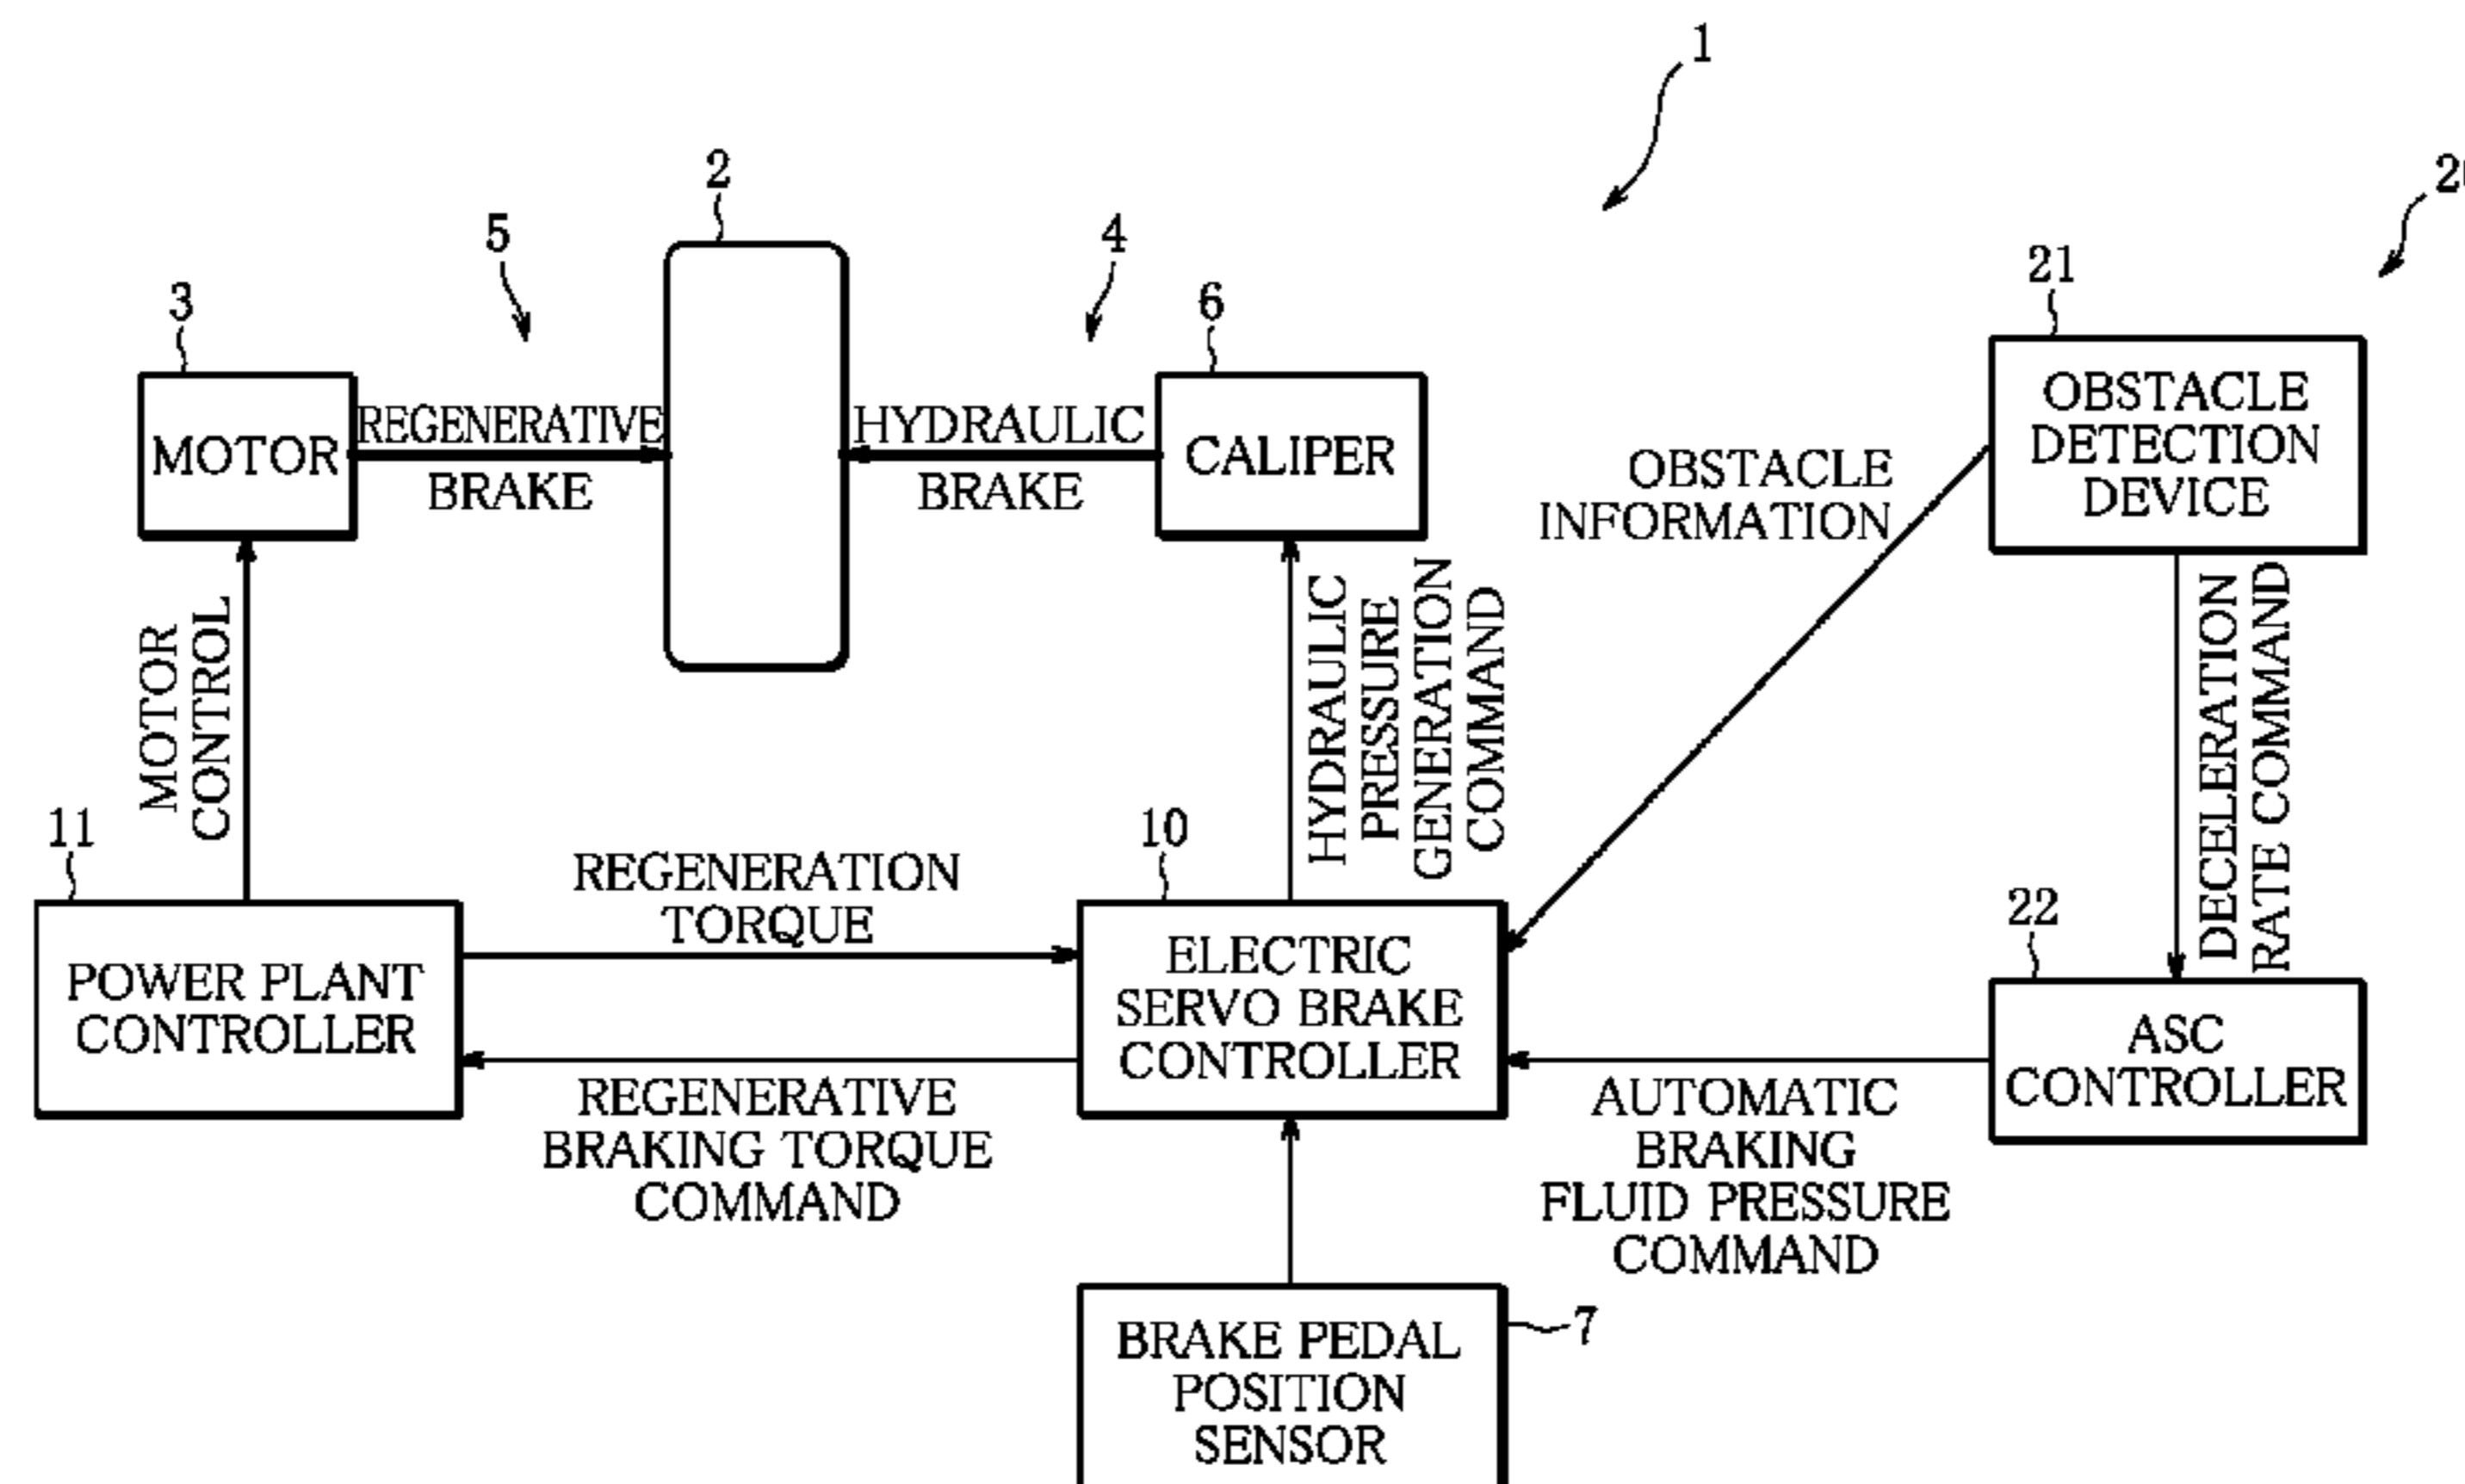 1
2
20
5
4
21
3
6
MOTOR
REGENERATIVE
BRAKE
HYDRAULIC
BRAKE
CALIPER
OBSTACLE
DETECTION
DEVICE
OBSTACLE
INFORMATION
MOTOR
CONTROL
HYDRAULIC
PRESSURE
GENERATION
COMMAND
DECELERATION
RATE COMMAND
11
10
22
REGENERATION
TORQUE
POWER PLANT
CONTROLLER
ELECTRIC
SERVO BRAKE
CONTROLLER
ASC
CONTROLLER
REGENERATIVE
BRAKING TORQUE
COMMAND
AUTOMATIC
BRAKING
FLUID PRESSURE
COMMAND
BRAKE PEDAL
POSITION
SENSOR
7